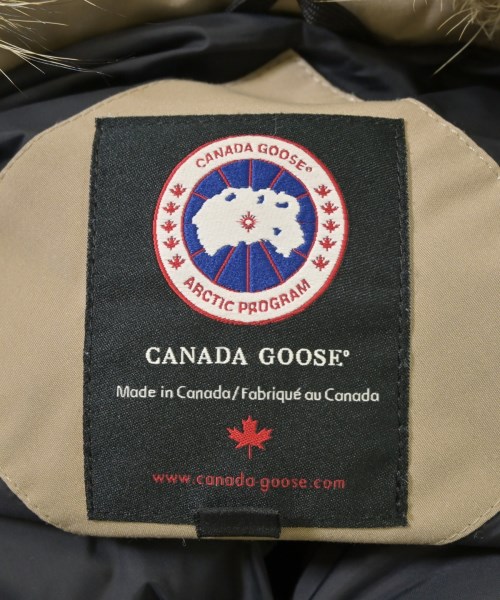 CANADA GOOSE®
ARCTIC PROGRAM
CANADA GOOSE®
Made in Canada/Fabriqué au Canada
www.canada-goose.com